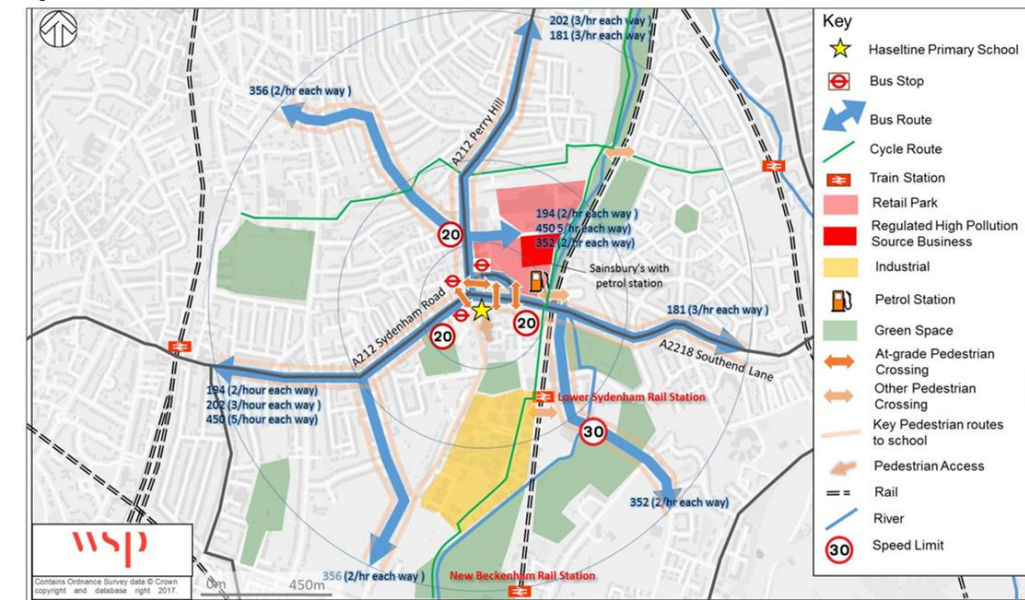 202 (3/hr each way )
181 (3/hr each way )
356 (2/hr each way )
A212 Perry Hill
20
194 (2/hr each way )
450 5/hr each way)
352 (2/hr each way)
Sainsbury's with
petrol station
A212 Sydenham Road
20
20
181 (3/hr each way )
A2218 Southend Lane
194 (2/hour each way)
202 (3/hour each way )
450 (5/hour each way)
Lower Sydenham Rail Station
30
352 (2/hr each way)
356 (2/hr each way )
New Beckenham Rail Station
wsp
Contains Ordnance Survey data © Crown
copyright and database right 2017.
0m 450m
Key
Haseltine Primary School
Bus Stop
Bus Route
Cycle Route
Train Station
Retail Park
Regulated High Pollution
Source Business
Industrial
Petrol Station
Green Space
At-grade Pedestrian
Crossing
Other Pedestrian
Crossing
Key Pedestrian routes
to school
Pedestrian Access
Rail
River
30
Speed Limit